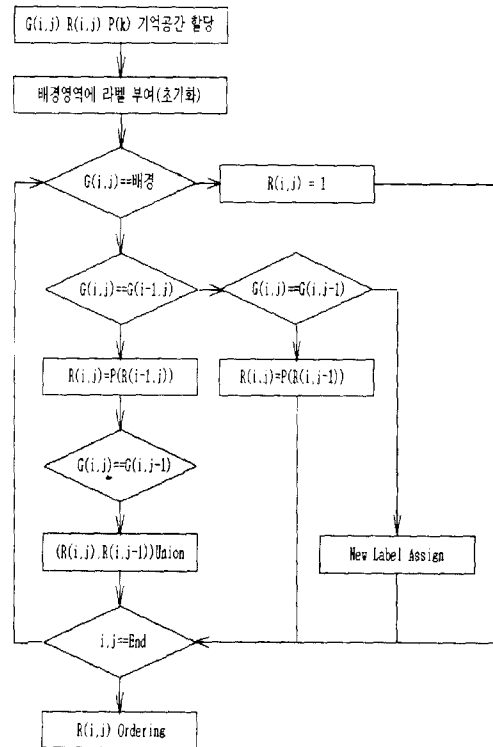 G(i,j) R(i,j) P(k) 기억공간 할당
배경영역에 라벨 부여(초기화)
G(i,j)==배경
R(i,j) = 1
G(i,j)==G(i-1,j)
G(i,j)==G(i,j-1)
R(i,j)=P(R(i-1,j))
R(i,j)=P(R(i,j-1))
G(i,j)==G(i,j-1)
(R(i,j),R(i,j-1))Union
New Label Assign
i,j==End
R(i,j) Ordering